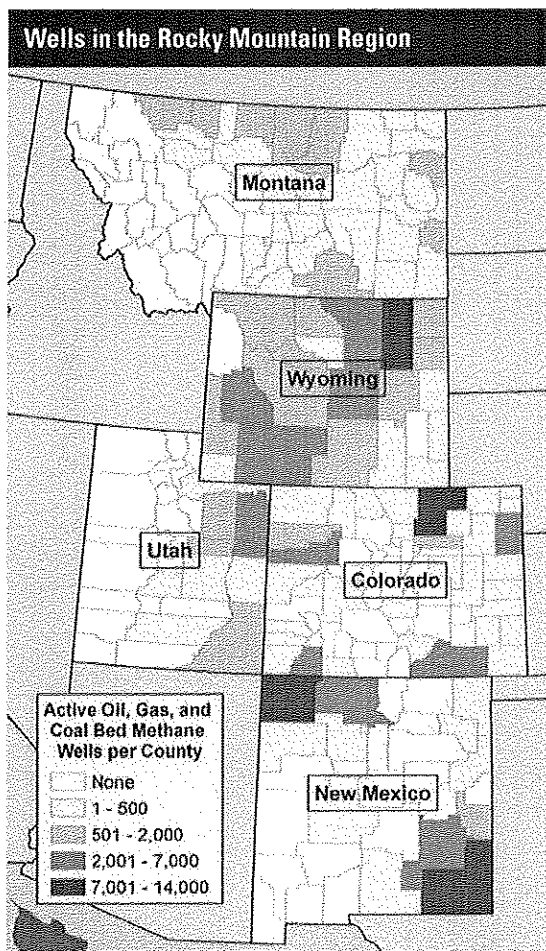 Wells in the Rocky Mountain Region
Montana
Wyoming
Utah
Colorado
Active Oil, Gas, and
Coal Bed Methane
Wells per County
None
1 - 500
501 - 2,000
2,001 - 7,000
7,001 - 14,000
New Mexico